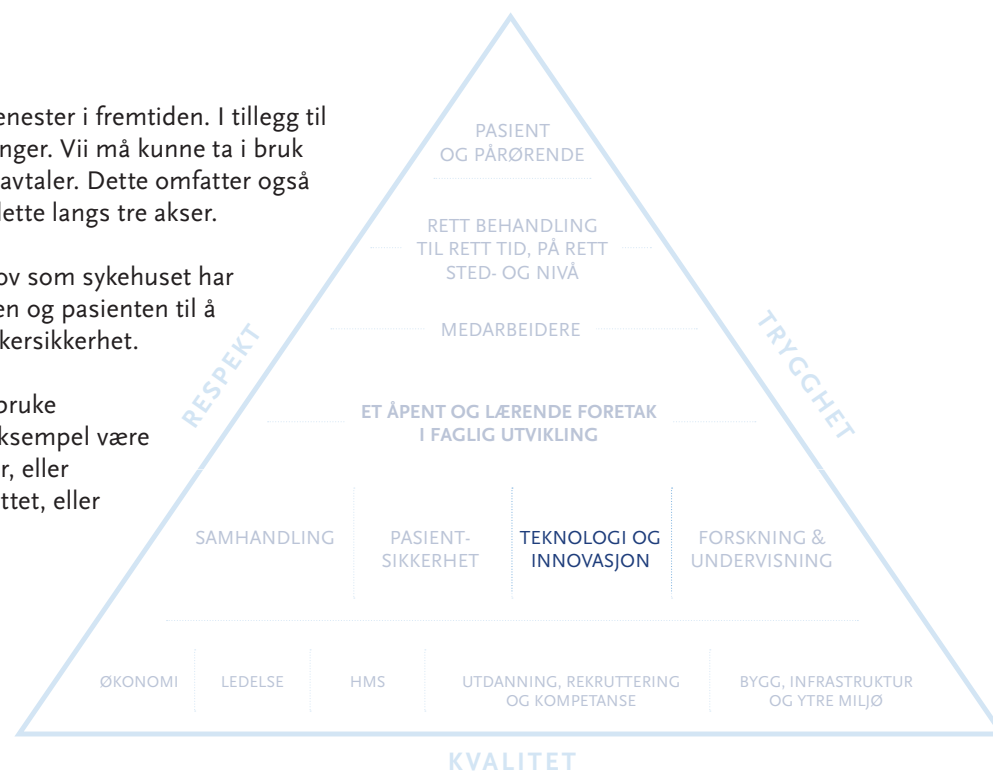 enester i fremtiden. I tillegg til
nger. Vii må kunne ta i bruk
avtaler. Dette omfatter også
lette langs tre akser.
ov som sykehuset har
en og pasienten til å
kersikkerhet.
bruke
ksempel være
r, eller
ttet, eller
PASIENT
OG PÅRØRENDE
RETT BEHANDLING
TIL RETT TID, PÅ RETT
STED- OG NIVÅ
MEDARBEIDERE
RESPEKT
TRYGGHET
ET ÅPENT OG LÆRENDE FORETAK
I FAGLIG UTVIKLING
SAMHANDLING
PASIENT-
SIKKERHET
TEKNOLOGI OG
INNOVASJON
FORSKNING &
UNDERVISNING
ØKONOMI
LEDELSE
HMS
UTDANNING, REKRUTTERING
OG KOMPETANSE
BYGG, INFRASTRUKTUR
OG YTRE MILJØ
KVALITET